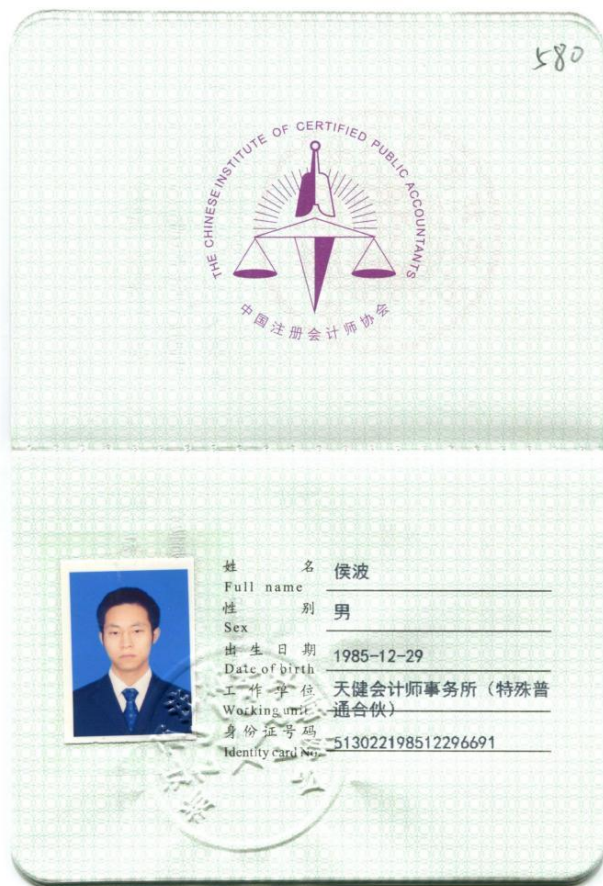 580
THE CHINESE INSTITUTE OF CERTIFIED PUBLIC ACCOUNTANTS
中国注册会计师协会
姓 名 侯波
Full name
性 别 男
Sex
出生日期 1985-12-29
Date of birth
工作单位 天健会计师事务所（特殊普
Working unit 通合伙）
身份证号码 513022198512296691
Identity card No.